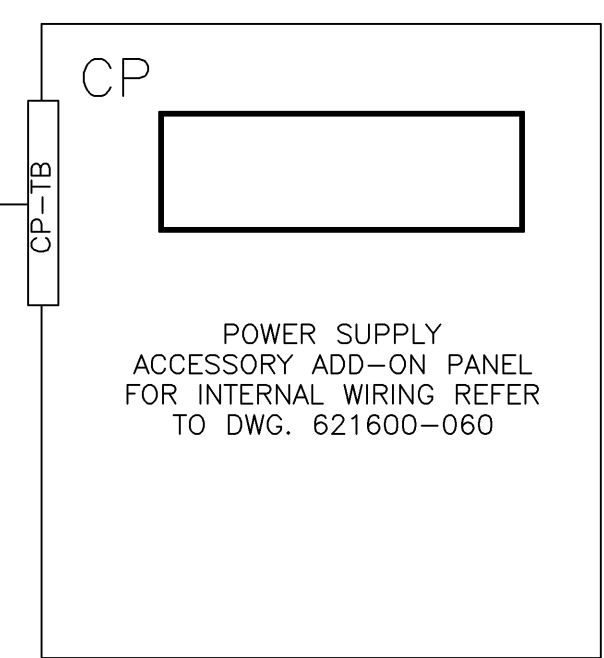 CP
CP-TB
POWER SUPPLY
ACCESSORY ADD-ON PANEL
FOR INTERNAL WIRING REFER
TO DWG. 621600-060